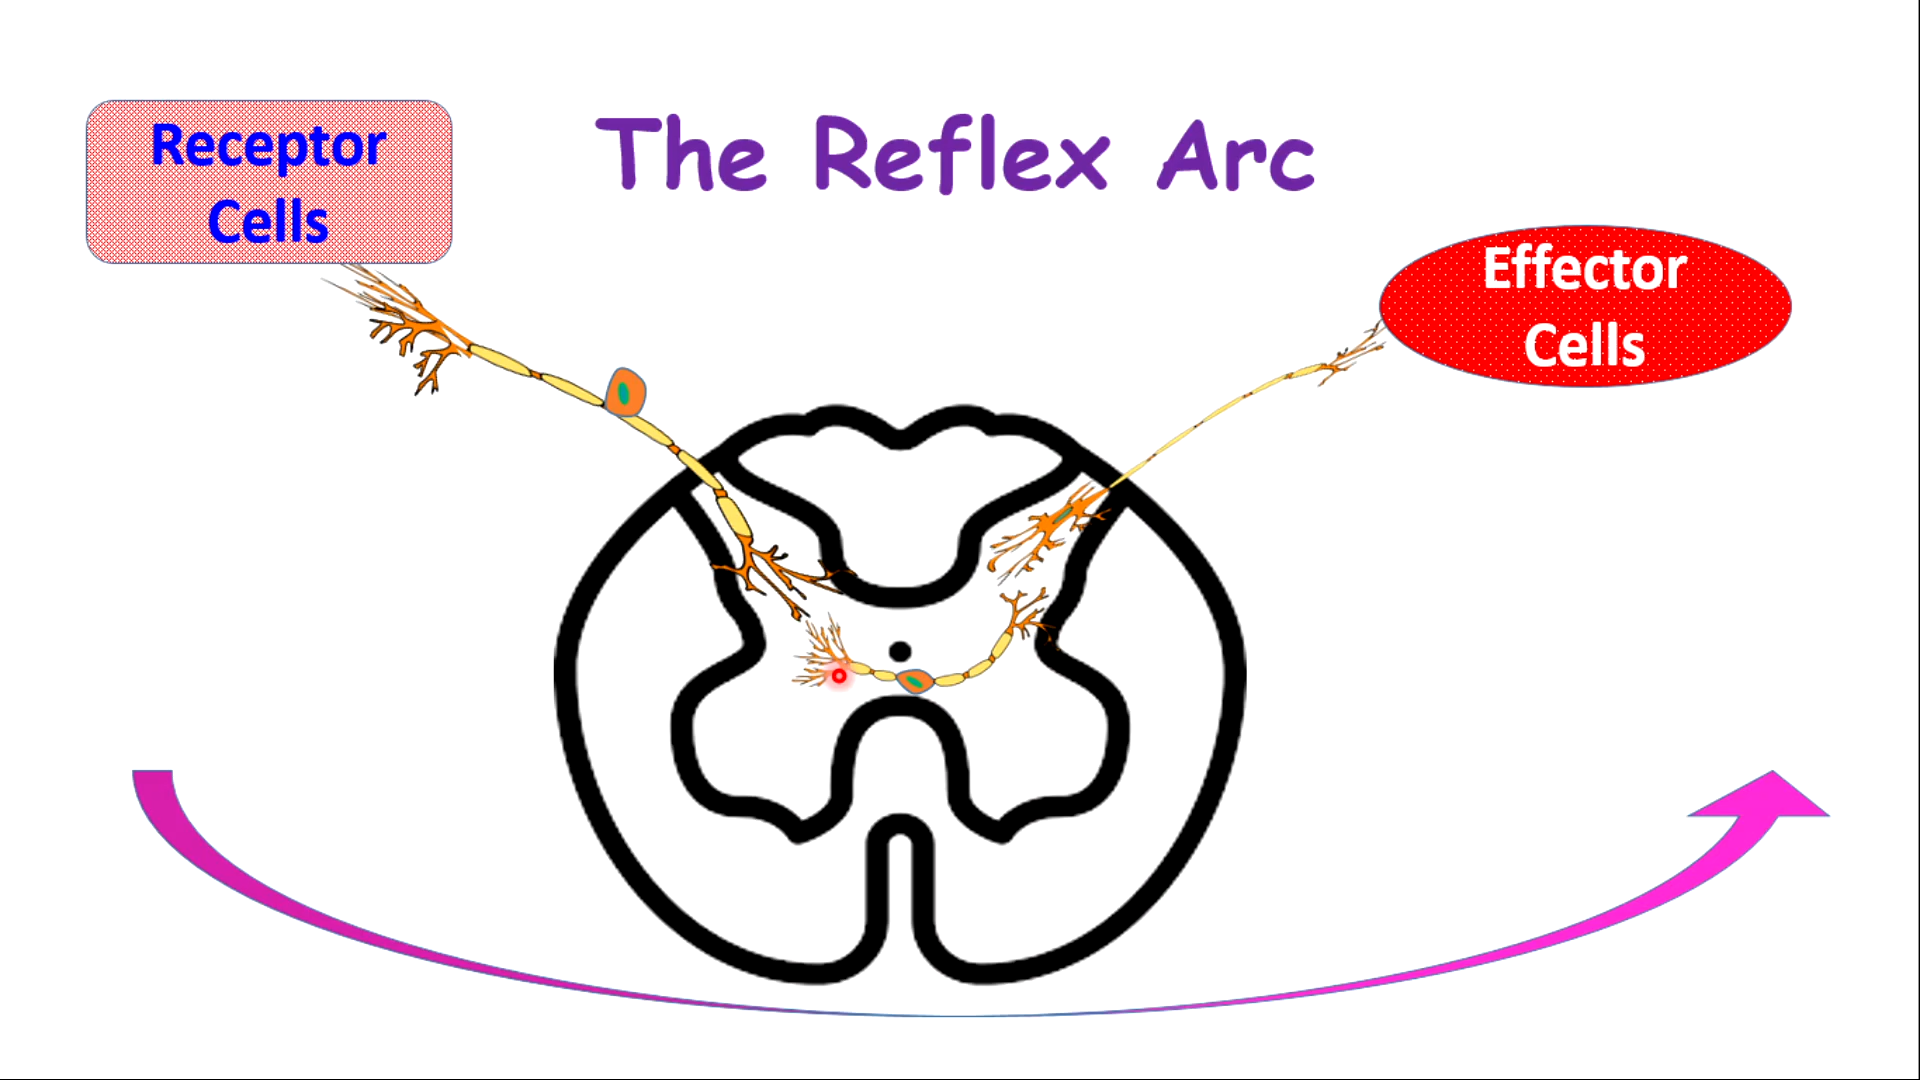 The Reflex Arc
Receptor
Cells
Effector
Cells